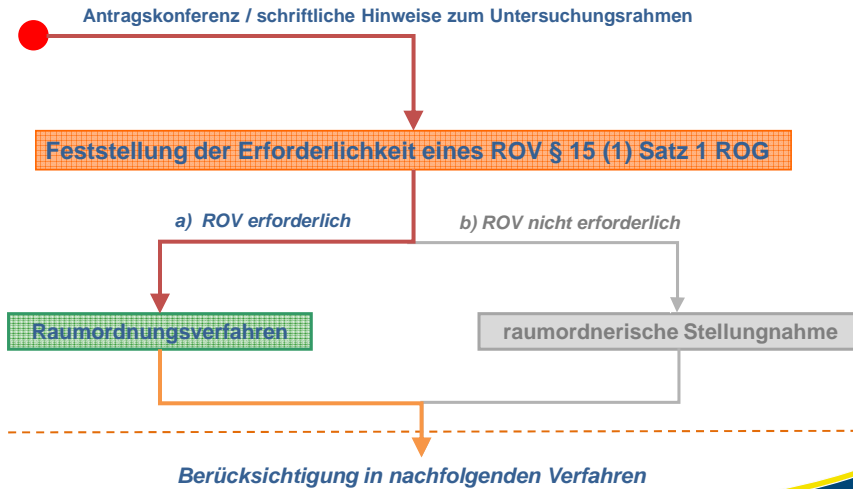 Antragskonferenz / schriftliche Hinweise zum Untersuchungsrahmen
Feststellung der Erforderlichkeit eines ROV § 15 (1) Satz 1 ROG
a) ROV erforderlich
b) ROV nicht erforderlich
Raumordnungsverfahren
raumordnerische Stellungnahme
Berücksichtigung in nachfolgenden Verfahren